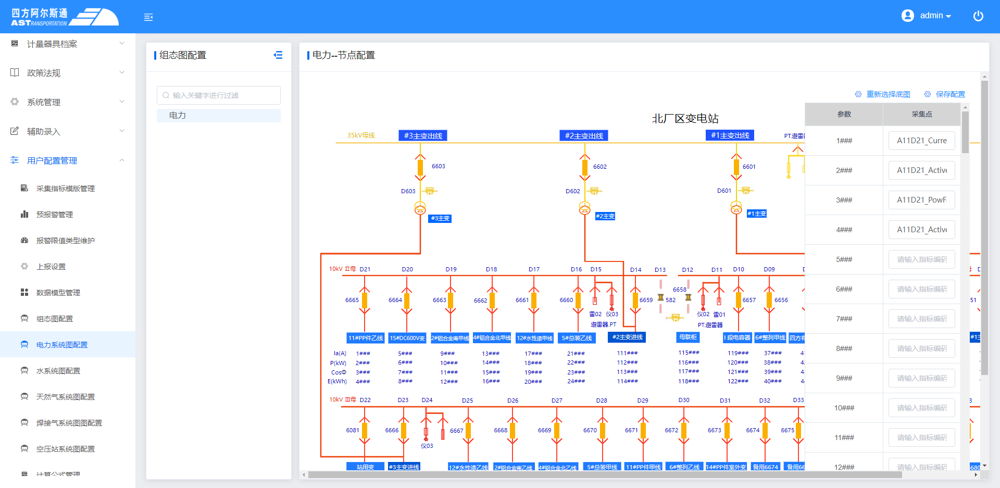 四方阿尔斯通
ASTRANSPORTATION
admin
计量器具档案
政策法规
系统管理
辅助录入
用户配置管理
采集指标模版管理
预报警管理
报警限值类型维护
上报设置
数据模型管理
组态图配置
电力系统图配置
水系统图配置
天然气系统图配置
焊接气系统图图配置
空压站系统图配置
计算公式管理
组态图配置
输入关键字进行过滤
电力
电力--节点配置
重新选择底图 保存配置
北厂区变电站
35kV母线 #3主变出线 #2主变出线 #1主变出线 PT.避雷
6603 6602 6601
D603 D602 D601
#3主变 #2主变 #1主变
10kV II母 D21 D20 D19 D18 D17 D16 D15 D14 D13 D12 D11 D10 D09
6665 6664 6663 6662 6661 6660 6659 582 6658 6657 6656 51
雷02 仪03 仪02 雷01
避雷器.PT PT.避雷器
11#PP件乙线 15#DC600V变 2#铝合金南甲线 4#铝合金北甲线 12#水性漆甲线 5#总装乙线 #2主变进线 母联柜 I 段电容器 6#整列甲线 四方有 #1主
Ia(A) 1### 5### 9### 13### 17### 21### 111### 115### 119### 37### 4
P(kW) 2### 6### 10### 14### 18### 22### 112### 116### 120### 38### 4
CosΦ 3### 7### 11### 15### 19### 23### 113### 117### 121### 39### 4
E(kWh) 4### 8### 12### 16### 20### 24### 114### 118### 122### 40### 4
10kV III母 D22 D23 D24 D25 D26 D27 D28 D29 D30 D31 D32 D33
6081 6666 6667 6668 6669 6670 6671 6672 6673 6674 6675
仪03
站用变 #3主变进线 12#水性漆乙线 2#铝合金南乙线 4#铝合金北乙线 5#总装甲线 11#PP件甲线 6#整列乙线 14#PP件室外变 备用6674 备用66 6680
参数 采集点
1### A11D21_Curre
2### A11D21_Active
3### A11D21_PowF
4### A11D21_Active
5### 请输入指标编码
6### 请输入指标编码
7### 请输入指标编码
8### 请输入指标编码
9### 请输入指标编码
10### 请输入指标编码
11### 请输入指标编码
12### 请输入指标编码